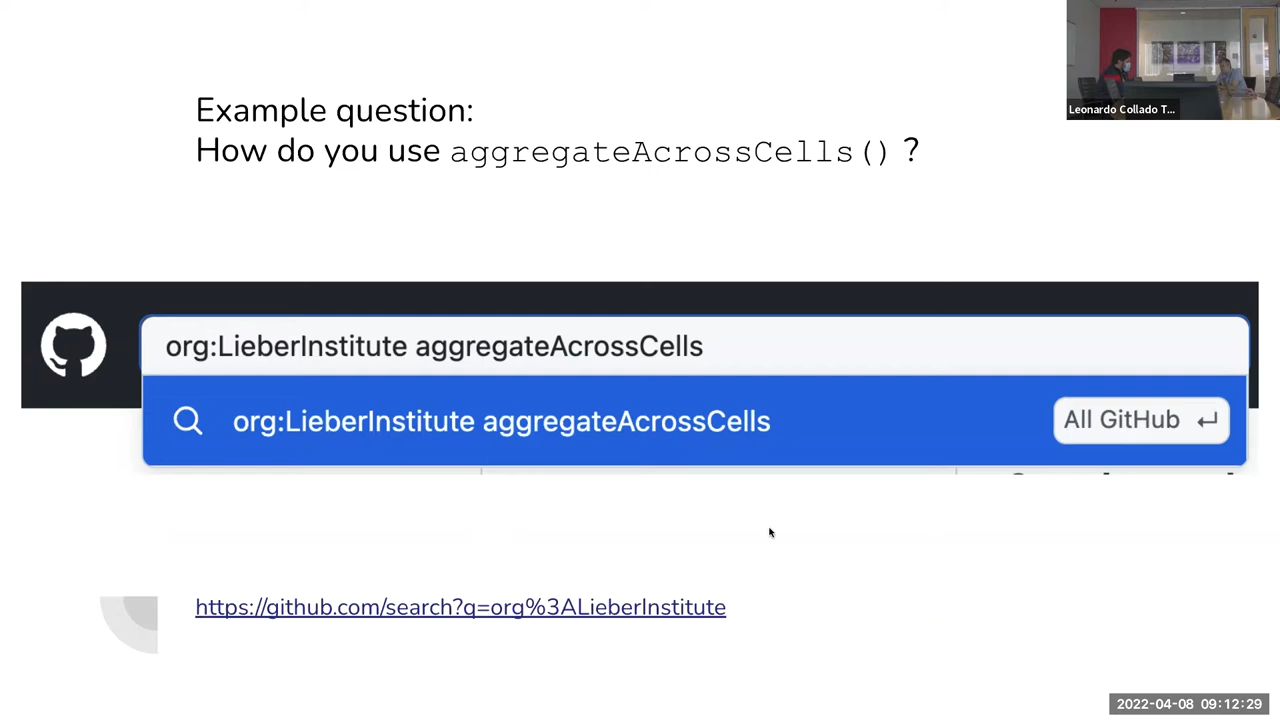 Leonardo Collado T...
Example question:
How do you use aggregateAcrossCells() ?
org:LieberInstitute aggregateAcrossCells
org:LieberInstitute aggregateAcrossCells
All GitHub ↵
https://github.com/search?q=org%3ALieberInstitute
2022-04-08 09:12:29